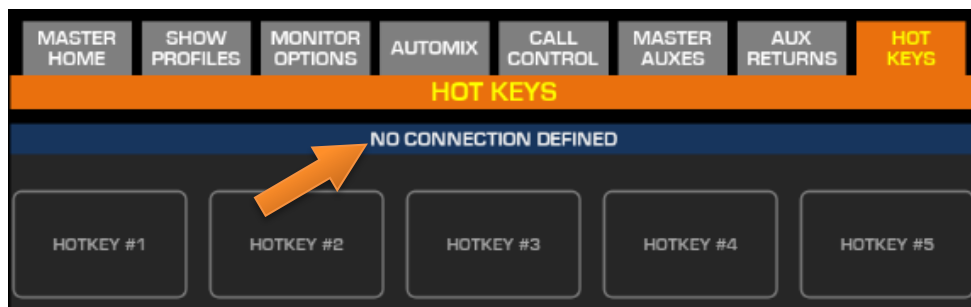 MASTER HOME
SHOW PROFILES
MONITOR OPTIONS
AUTOMIX
CALL CONTROL
MASTER AUXES
AUX RETURNS
HOT KEYS
HOT KEYS
NO CONNECTION DEFINED
HOTKEY #1
HOTKEY #2
HOTKEY #3
HOTKEY #4
HOTKEY #5